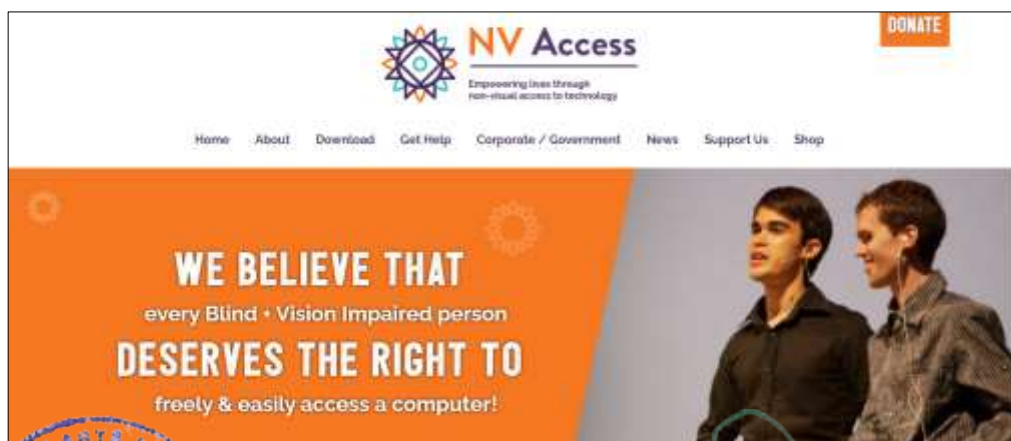 DONATE
NV Access
Empowering lives through
non-visual access to technology
Home About Download Get Help Corporate / Government News Support Us Shop
WE BELIEVE THAT
every Blind + Vision Impaired person
DESERVES THE RIGHT TO
freely & easily access a computer!